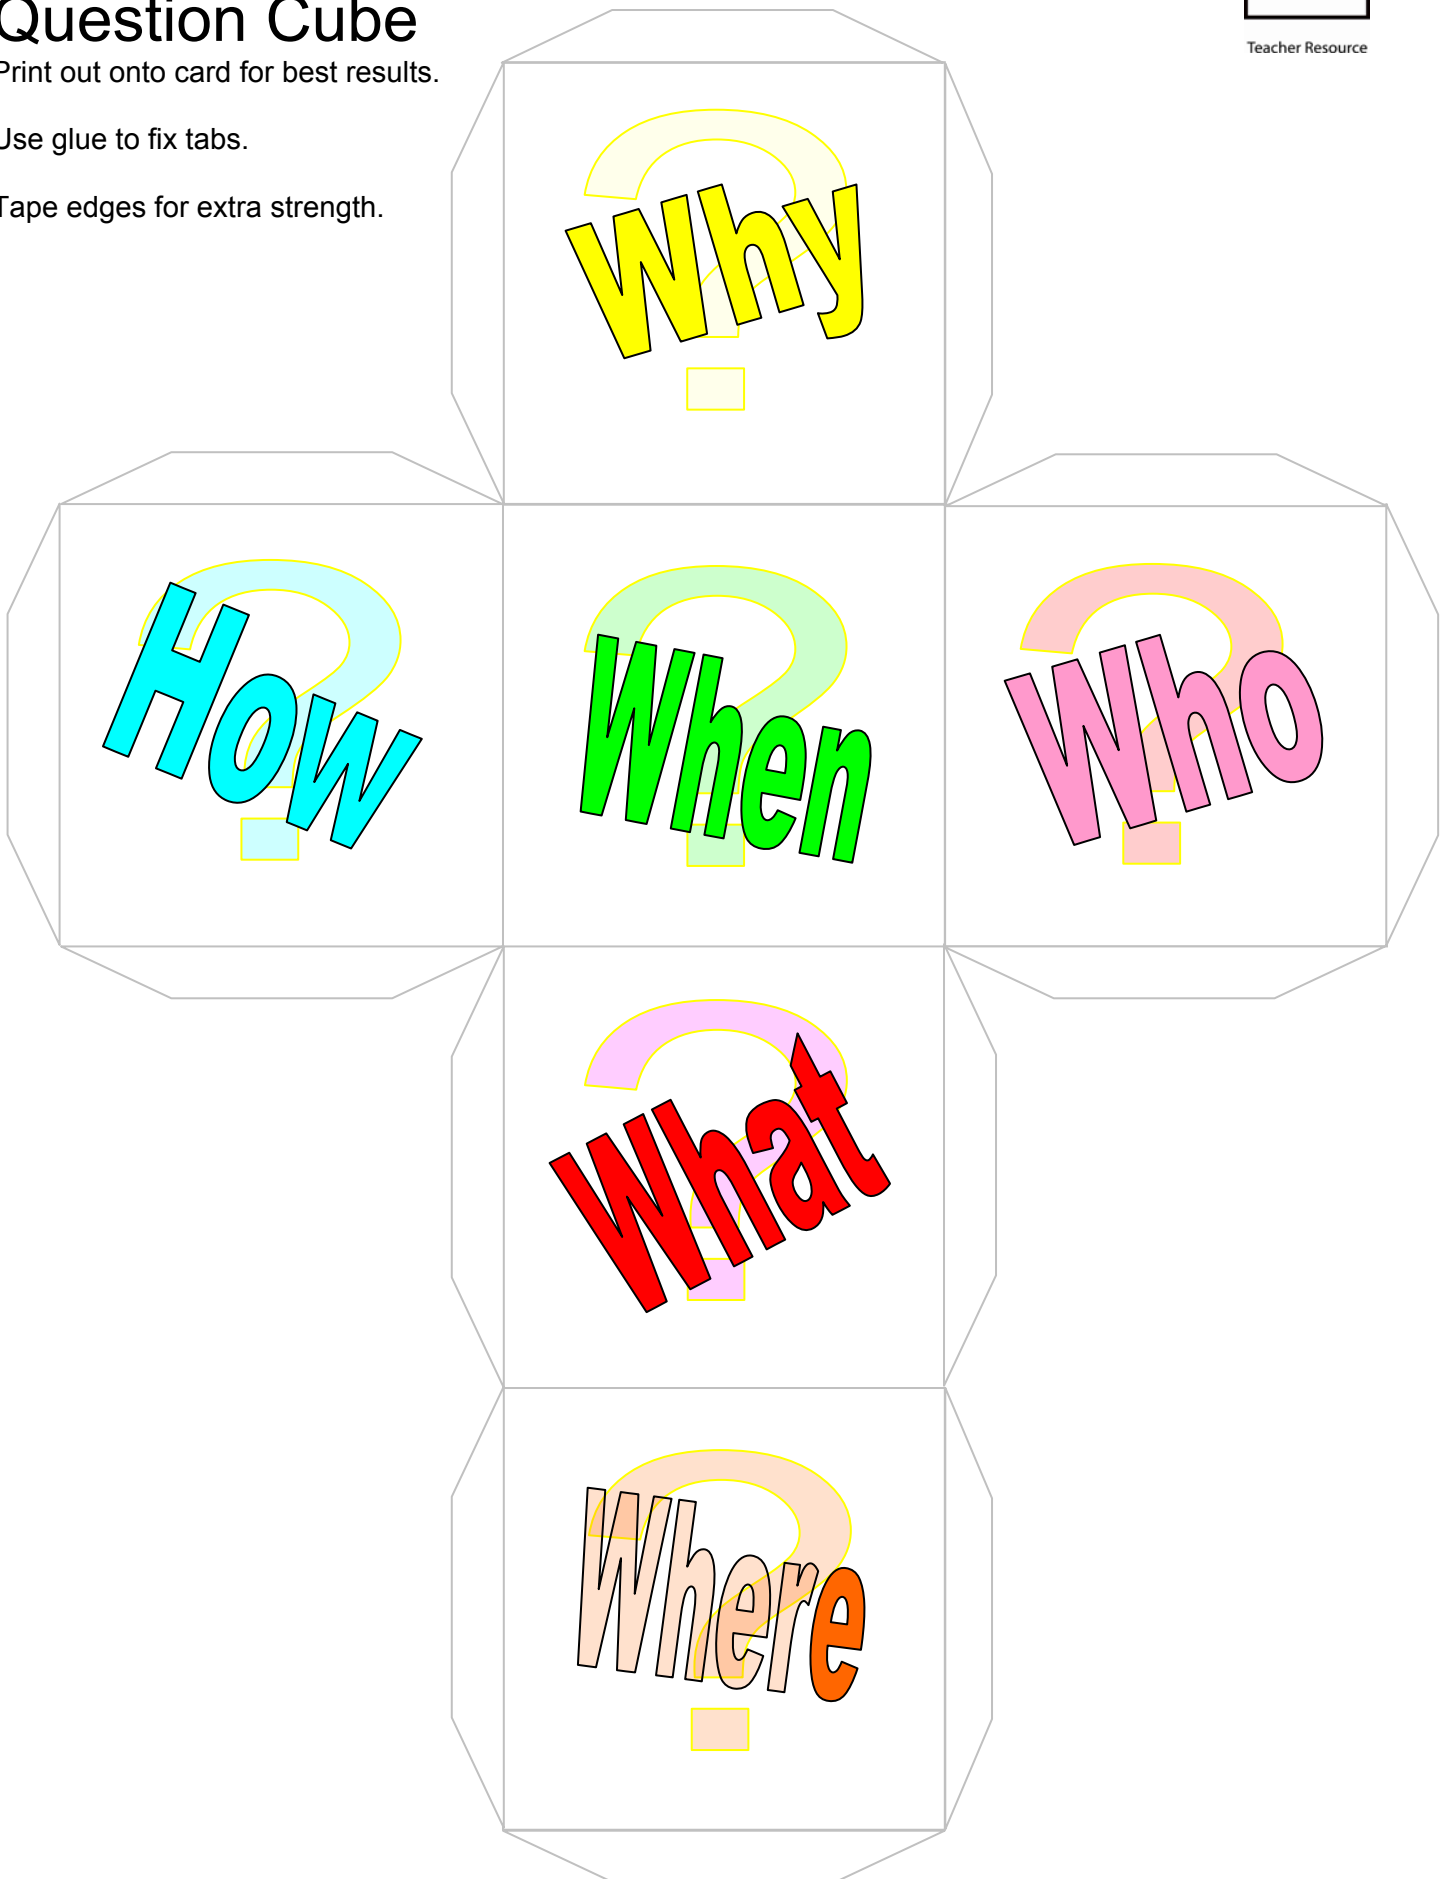 Question Cube
Print out onto card for best results.
Use glue to fix tabs.
Tape edges for extra strength.
Teacher Resource
Why
?
How
?
When
?
Who
?
What
?
Where
?